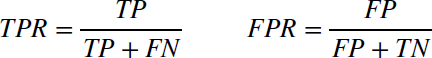 TPR = TP / (TP + FN)    FPR = FP / (FP + TN)